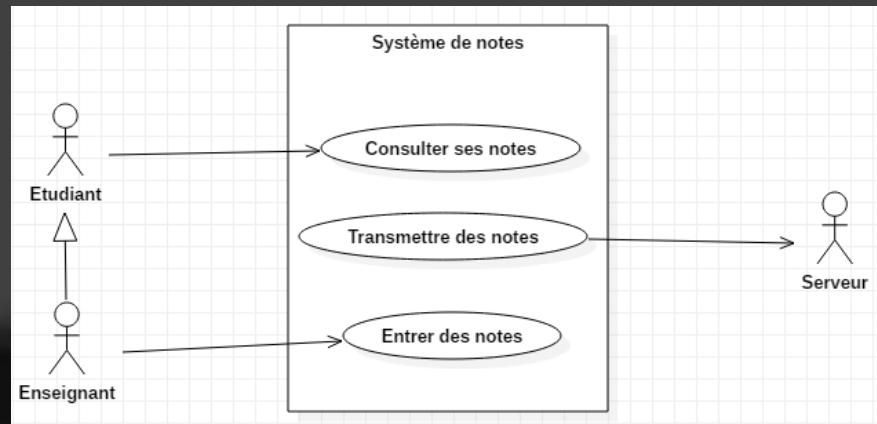 Système de notes
Consulter ses notes
Etudiant
Transmettre des notes
Serveur
Entrer des notes
Enseignant